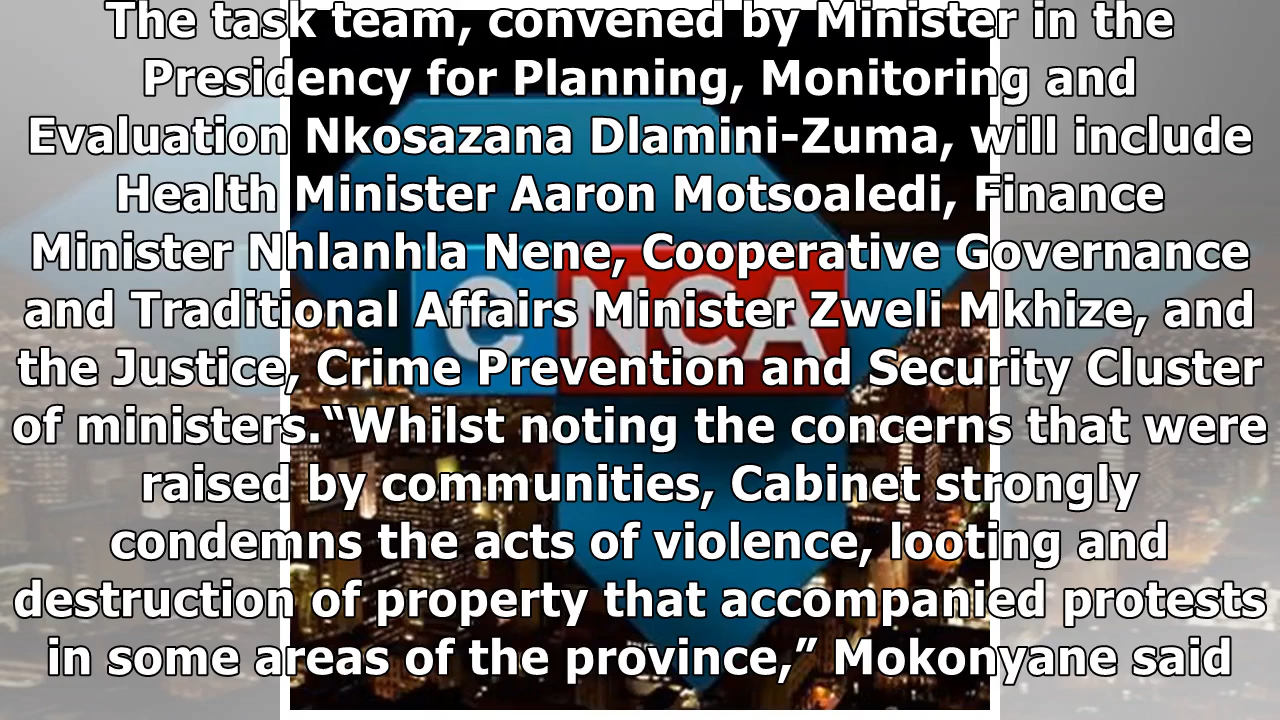 The task team, convened by Minister in the
Presidency for Planning, Monitoring and
Evaluation Nkosazana Dlamini-Zuma, will include
Health Minister Aaron Motsoaledi, Finance
Minister Nhlanhla Nene, Cooperative Governance
and Traditional Affairs Minister Zweli Mkhize, and
the Justice, Crime Prevention and Security Cluster
of ministers.“Whilst noting the concerns that were
raised by communities, Cabinet strongly
condemns the acts of violence, looting and
destruction of property that accompanied protests
in some areas of the province,” Mokonyane said
eNCA